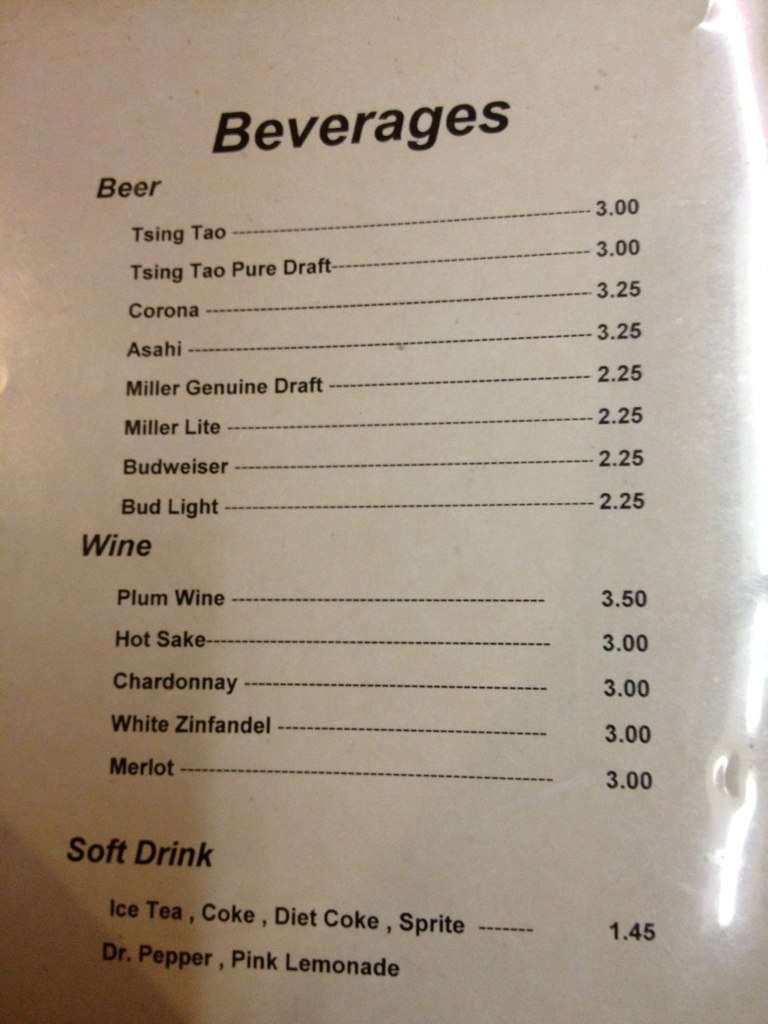 Beverages
Beer
Tsing Tao ---------- 3.00
Tsing Tao Pure Draft---------- 3.00
Corona ---------- 3.25
Asahi ---------- 3.25
Miller Genuine Draft ---------- 2.25
Miller Lite ---------- 2.25
Budweiser ---------- 2.25
Bud Light ---------- 2.25
Wine
Plum Wine ---------- 3.50
Hot Sake---------- 3.00
Chardonnay ---------- 3.00
White Zinfandel ---------- 3.00
Merlot ---------- 3.00
Soft Drink
Ice Tea , Coke , Diet Coke , Sprite ------- 1.45
Dr. Pepper , Pink Lemonade